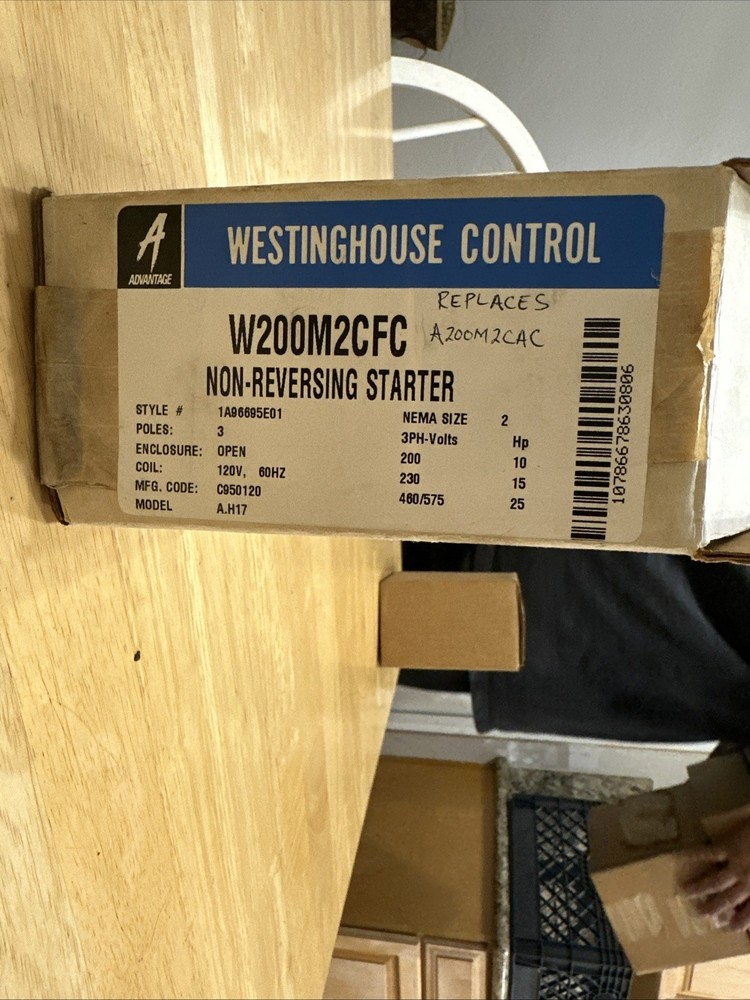 A
ADVANTAGE
WESTINGHOUSE CONTROL
REPLACES
A200M2CAC
W200M2CFC
NON-REVERSING STARTER
STYLE # 1A96695E01
POLES: 3
ENCLOSURE: OPEN
COIL: 120V, 60HZ
MFG. CODE: C950120
MODEL A.H17
NEMA SIZE 2
3PH-Volts Hp
200 10
230 15
460/575 25
10786678630806